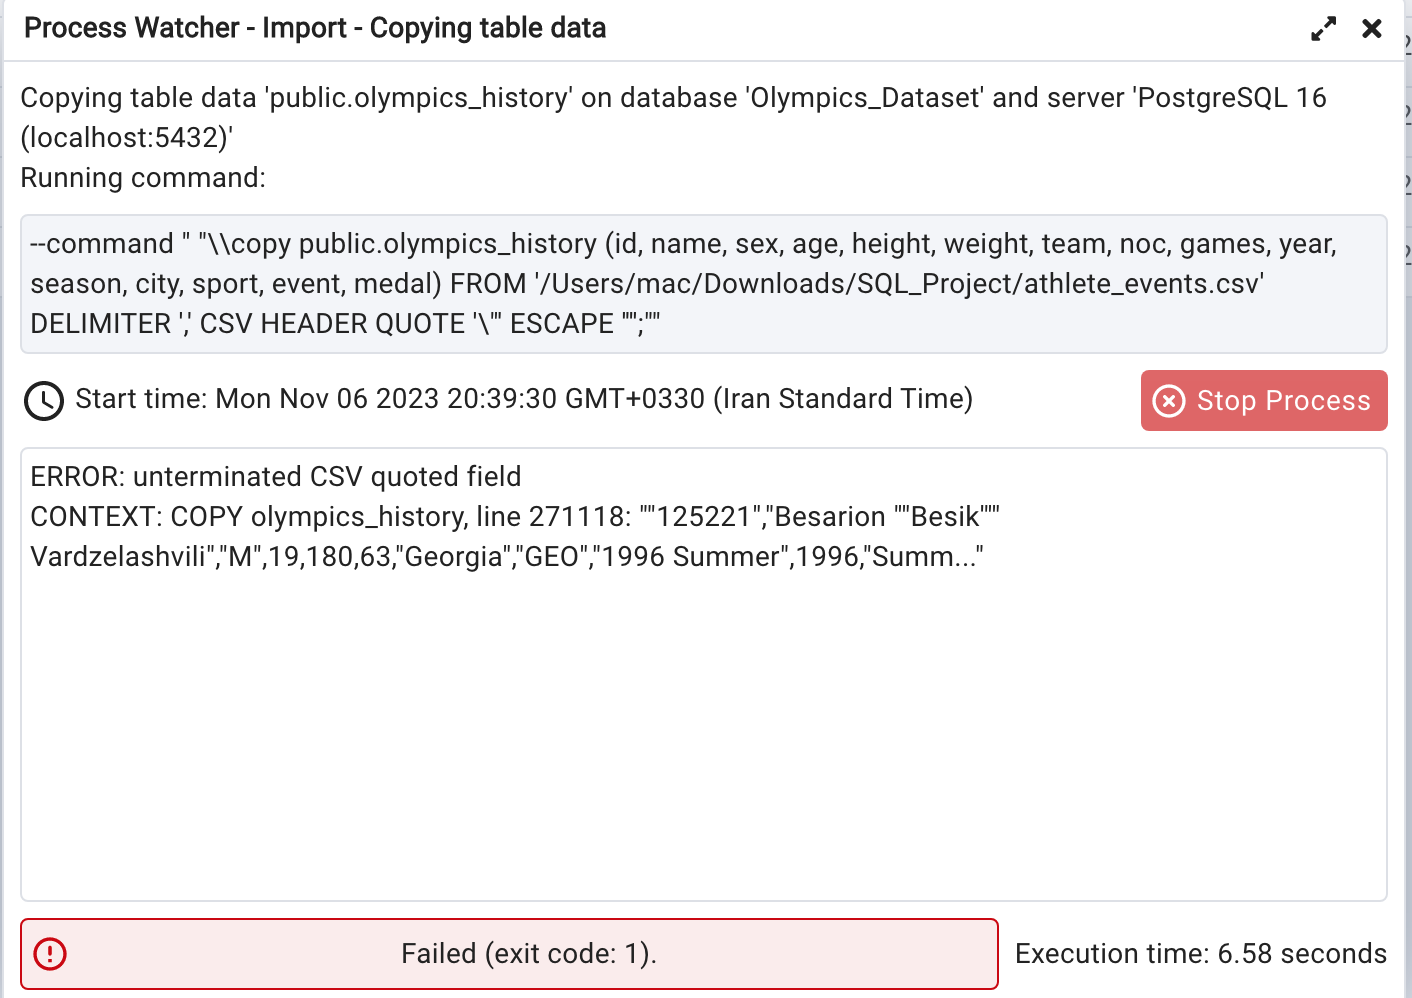 Process Watcher - Import - Copying table data
Copying table data 'public.olympics_history' on database 'Olympics_Dataset' and server 'PostgreSQL 16
(localhost:5432)'
Running command:
--command " "\\copy public.olympics_history (id, name, sex, age, height, weight, team, noc, games, year,
season, city, sport, event, medal) FROM '/Users/mac/Downloads/SQL_Project/athlete_events.csv'
DELIMITER ',' CSV HEADER QUOTE '\"' ESCAPE '''';""
Start time: Mon Nov 06 2023 20:39:30 GMT+0330 (Iran Standard Time)
Stop Process
ERROR: unterminated CSV quoted field
CONTEXT: COPY olympics_history, line 271118: ""125221","Besarion ""Besik"""
Vardzelashvili","M",19,180,63,"Georgia","GEO","1996 Summer",1996,"Summ..."
Failed (exit code: 1).
Execution time: 6.58 seconds